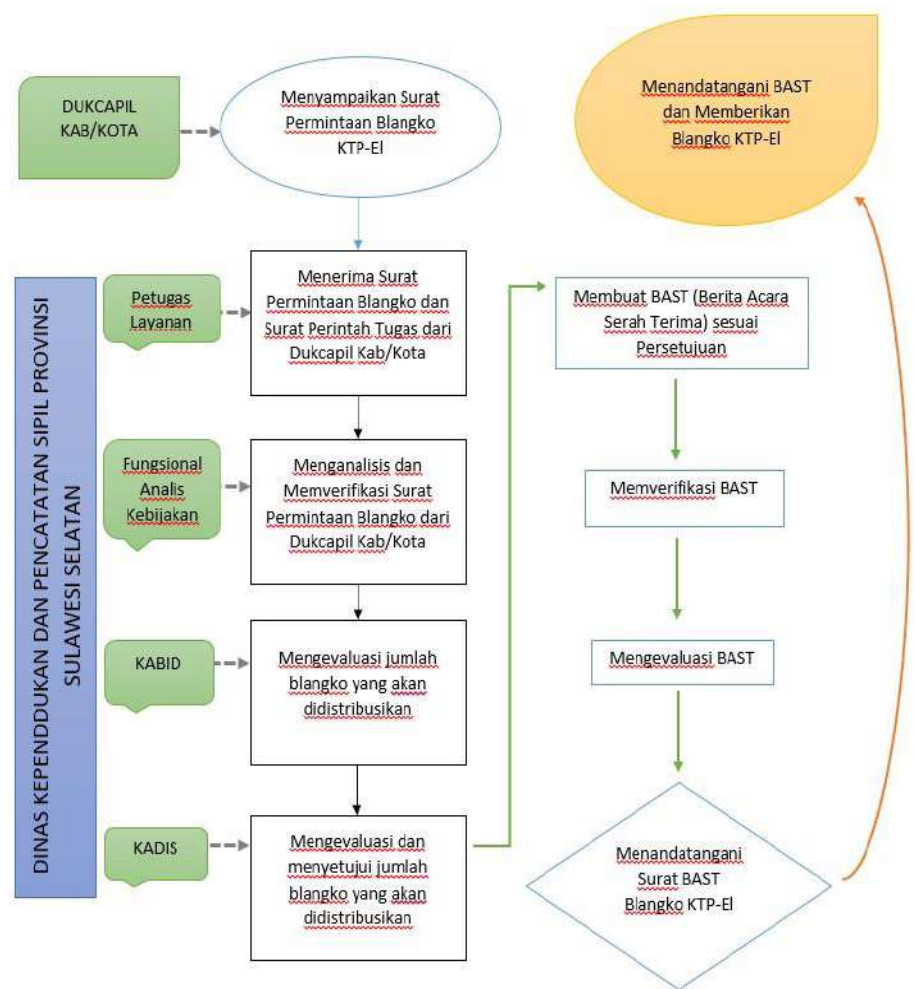 DUKCAPIL
KAB/KOTA
Menyampaikan Surat
Permintaan Blangko
KTP-El
Menandatangani BAST
dan Memberikan
Blangko KTP-El
DINAS KEPENDDUKAN DAN PENCATATAN SIPIL PROVINSI
SULAWESI SELATAN
Petugas
Layanan
Menerima Surat
Permintaan Blangko dan
Surat Perintah Tugas dari
Dukcapil Kab/Kota
Fungsional
Analis
Kebijakan
Menganalisis dan
Memverifikasi Surat
Permintaan Blangko dari
Dukcapil Kab/Kota
KABID
Mengevaluasi jumlah
blangko yang akan
didistribusikan
KADIS
Mengevaluasi dan
menyetujui jumlah
blangko yang akan
didistribusikan
Membuat BAST (Berita Acara
Serah Terima) sesuai
Persetujuan
Memverifikasi BAST
Mengevaluasi BAST
Menandatangani
Surat BAST
Blangko KTP-El